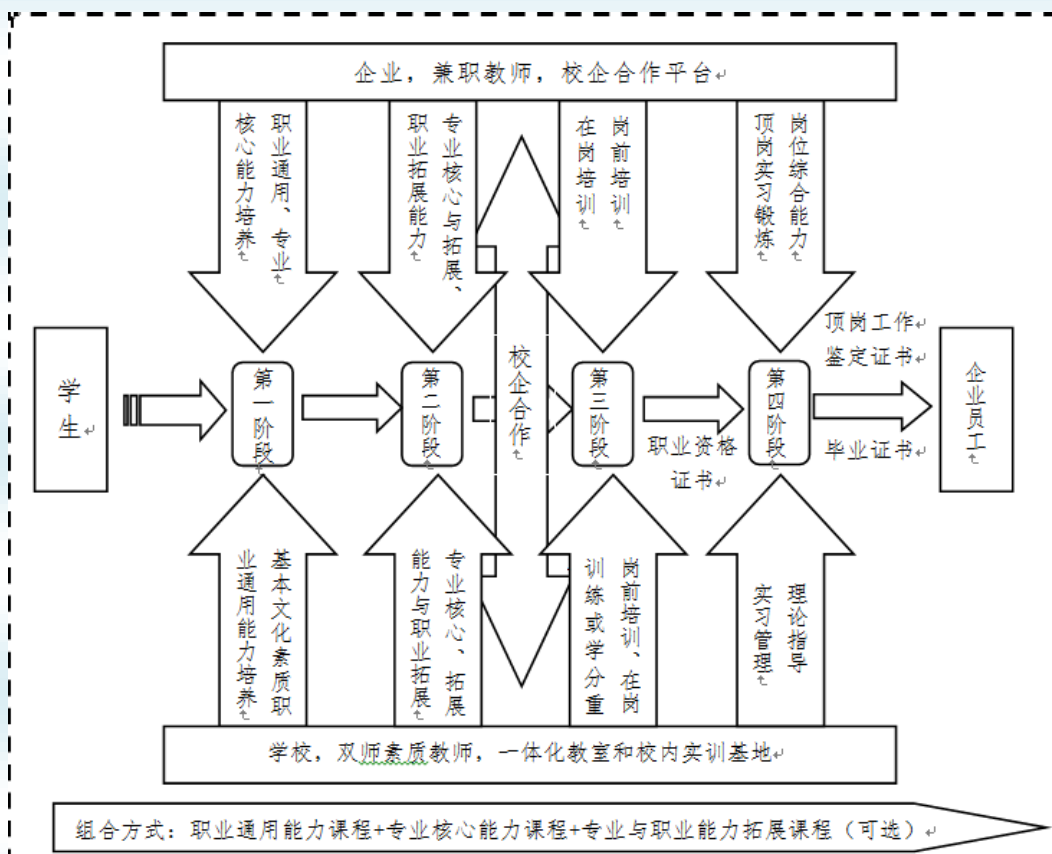 企业，兼职教师，校企合作平台
职业通用、专业
核心能力培养
专业核心与拓展、
职业拓展能力
岗前培训
在岗培训
岗位综合能力
顶岗实习锻炼
学生
第一阶段
第二阶段
校企合作
第三阶段
职业资格
证书
第四阶段
顶岗工作
鉴定证书
毕业证书
企业员工
基本文化素质职
业通用能力培养
专业核心、拓展
能力与职业拓展
岗前培训、在岗
训练或学分重
理论指导
实习管理
学校，双师素质教师，一体化教室和校内实训基地
组合方式：职业通用能力课程+专业核心能力课程+专业与职业能力拓展课程（可选）